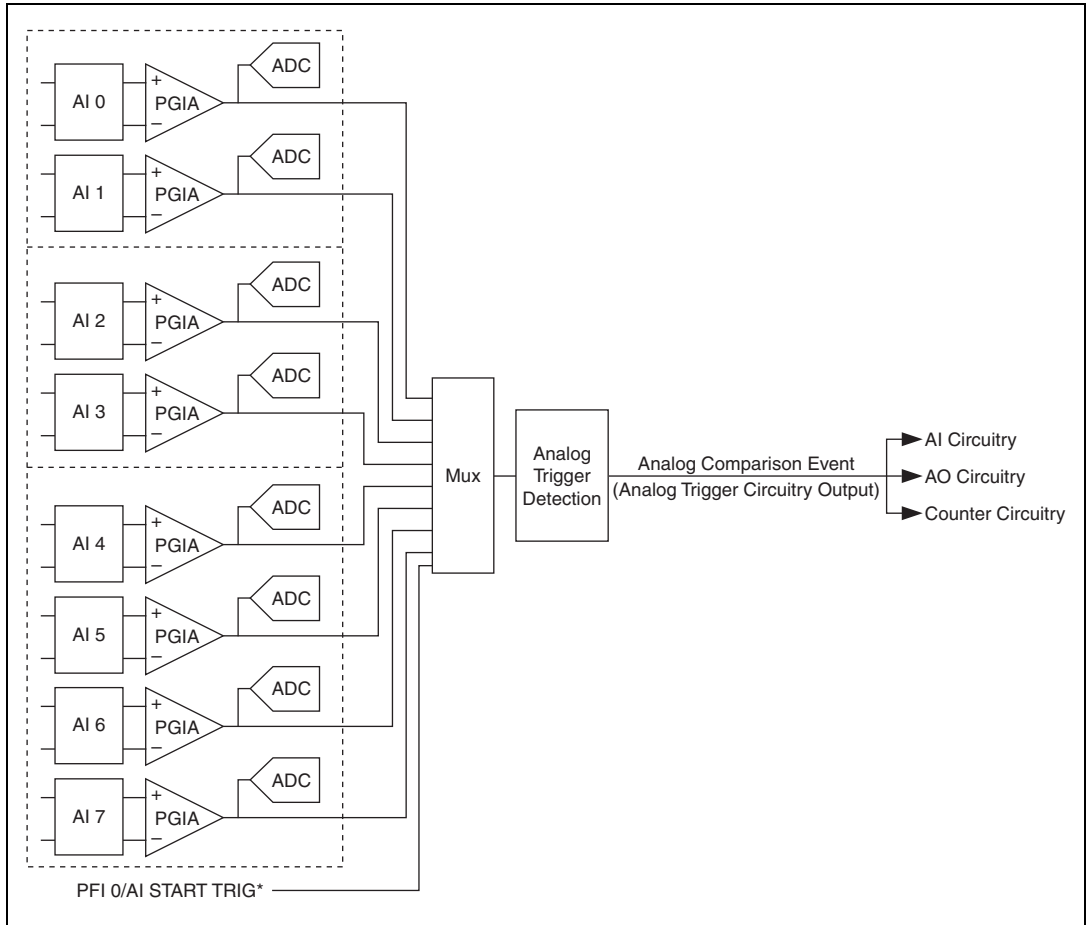 ADC
AI 0
+
PGIA
–
ADC
AI 1
+
PGIA
–
ADC
AI 2
+
PGIA
–
ADC
AI 3
+
PGIA
–
ADC
AI 4
+
PGIA
–
ADC
AI 5
+
PGIA
–
ADC
AI 6
+
PGIA
–
ADC
AI 7
+
PGIA
–
PFI 0/AI START TRIG*
Mux
Analog
Trigger
Detection
Analog Comparison Event
(Analog Trigger Circuitry Output)
AI Circuitry
AO Circuitry
Counter Circuitry